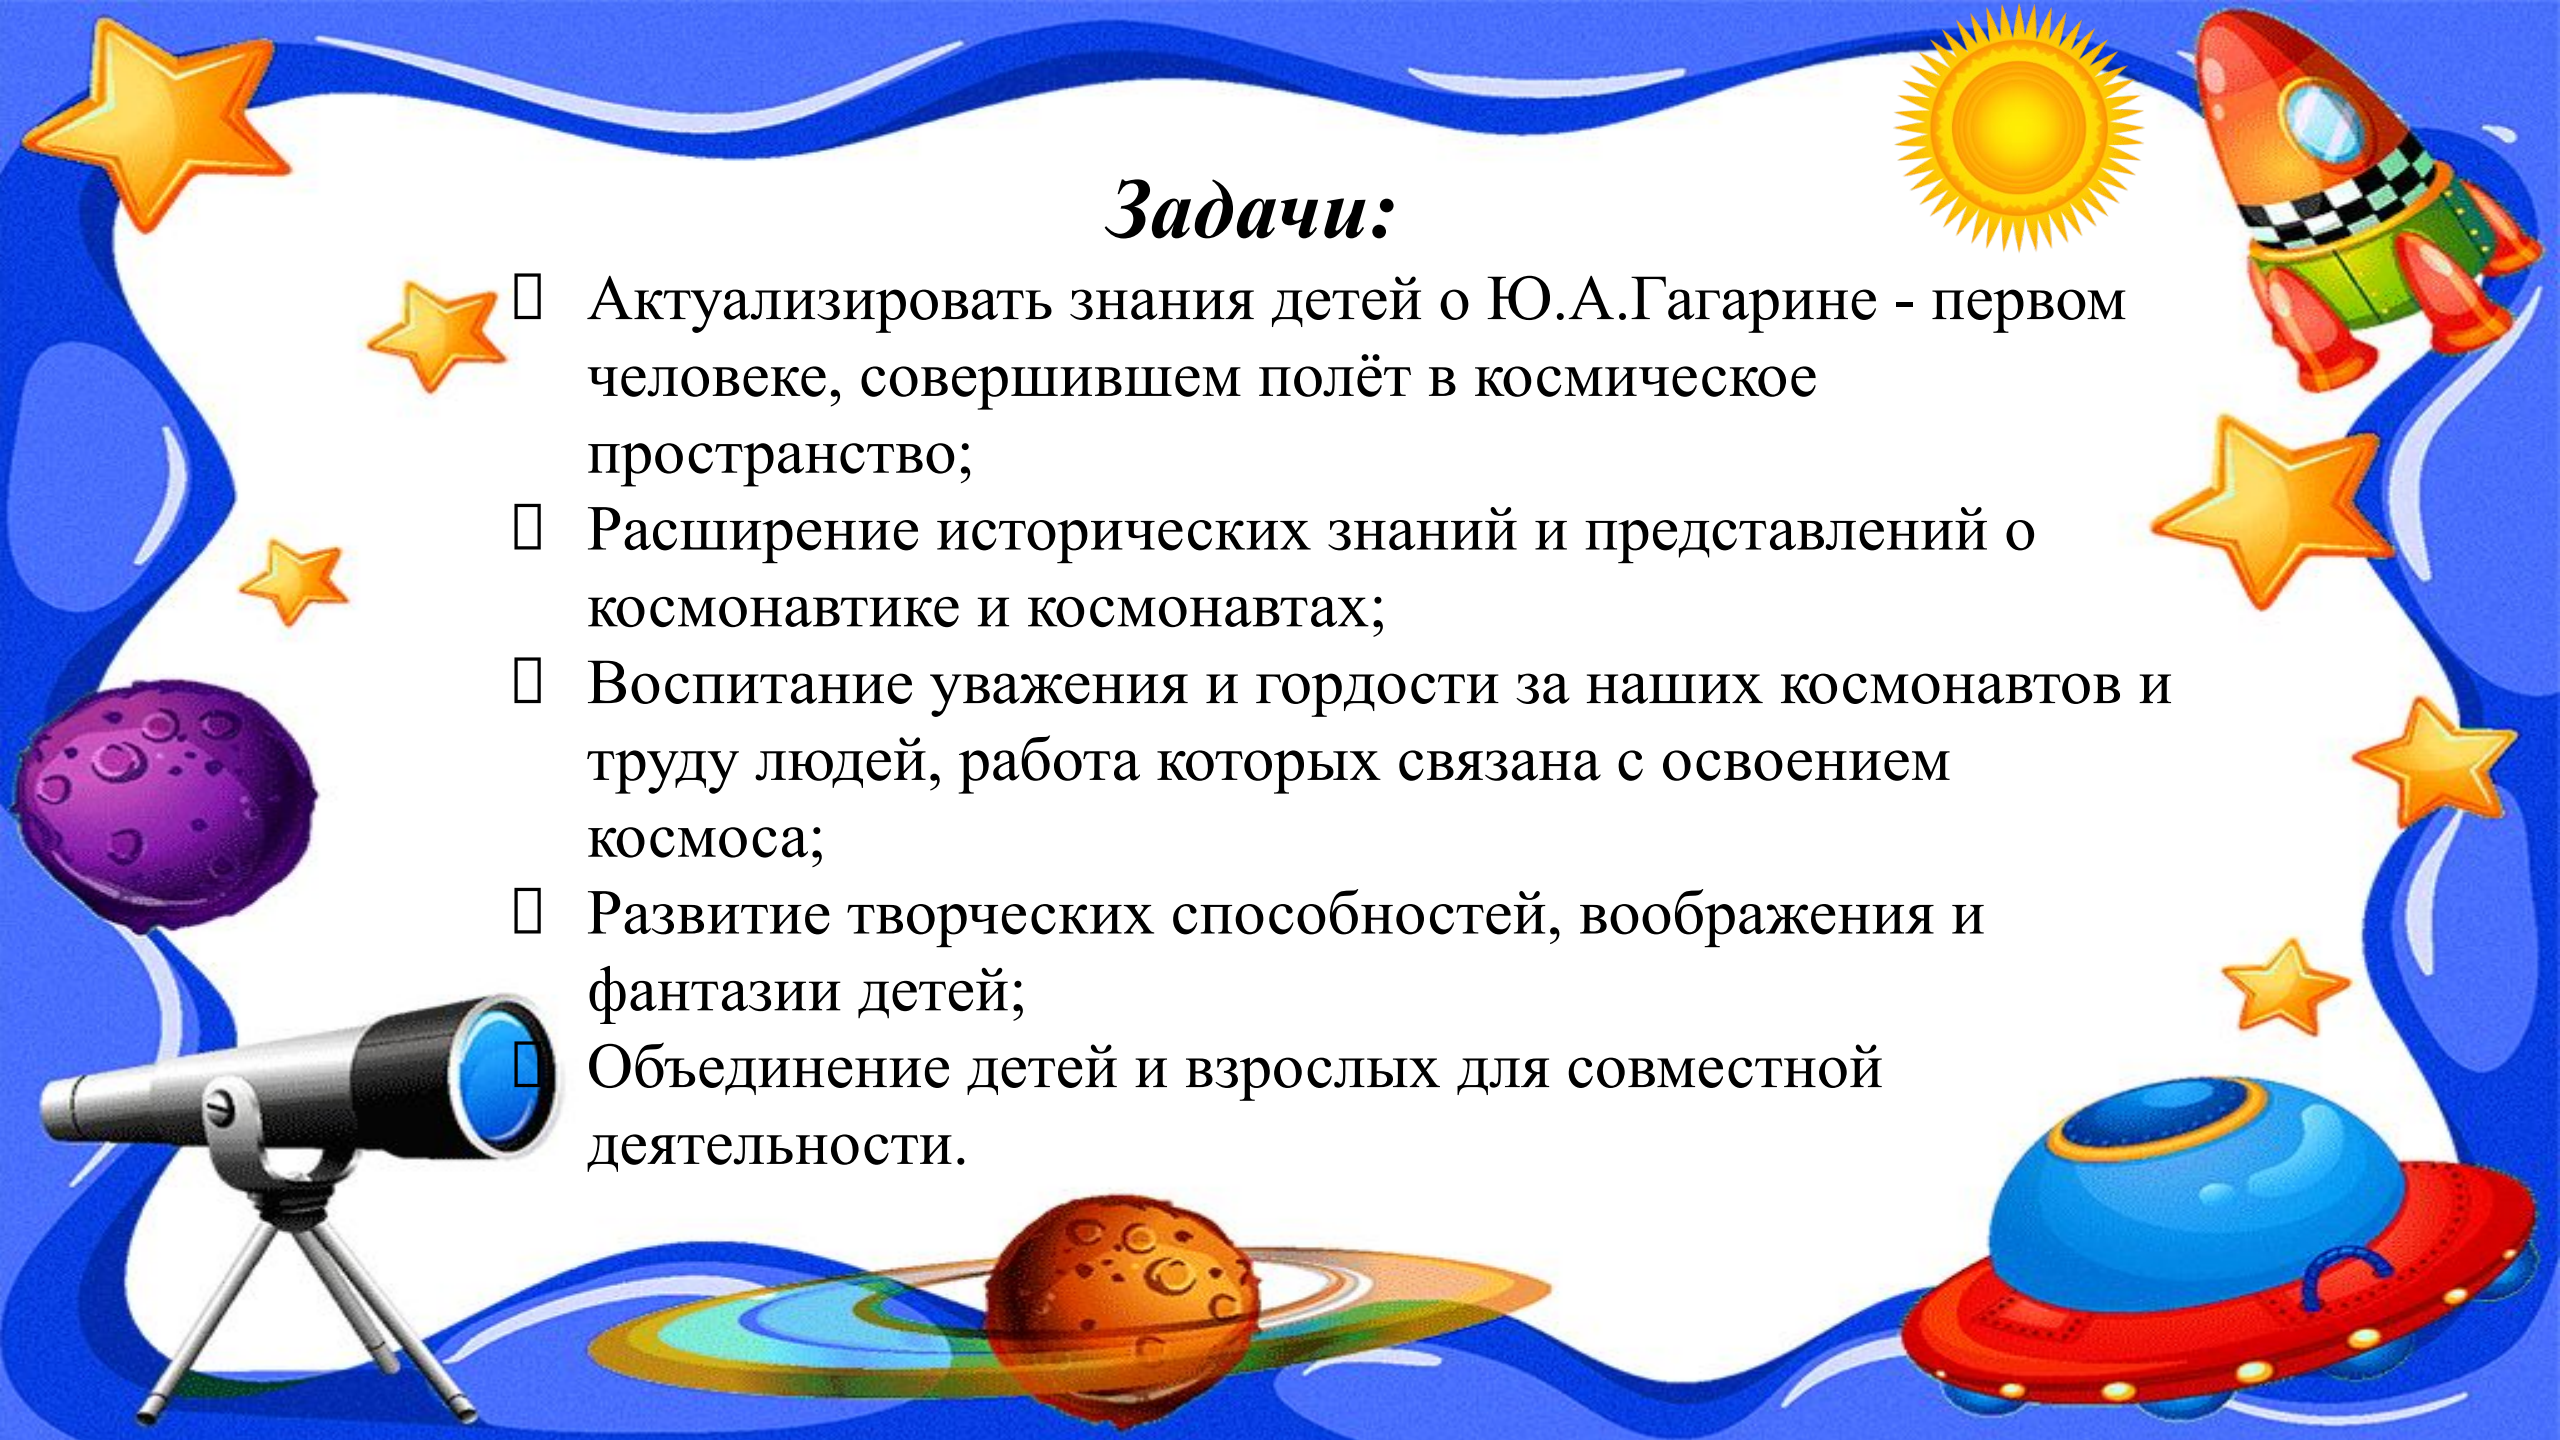 Задачи:
Актуализировать знания детей о Ю.А.Гагарине - первом
человеке, совершившем полёт в космическое
пространство;
Расширение исторических знаний и представлений о
космонавтике и космонавтах;
Воспитание уважения и гордости за наших космонавтов и
труду людей, работа которых связана с освоением
космоса;
Развитие творческих способностей, воображения и
фантазии детей;
Объединение детей и взрослых для совместной
деятельности.